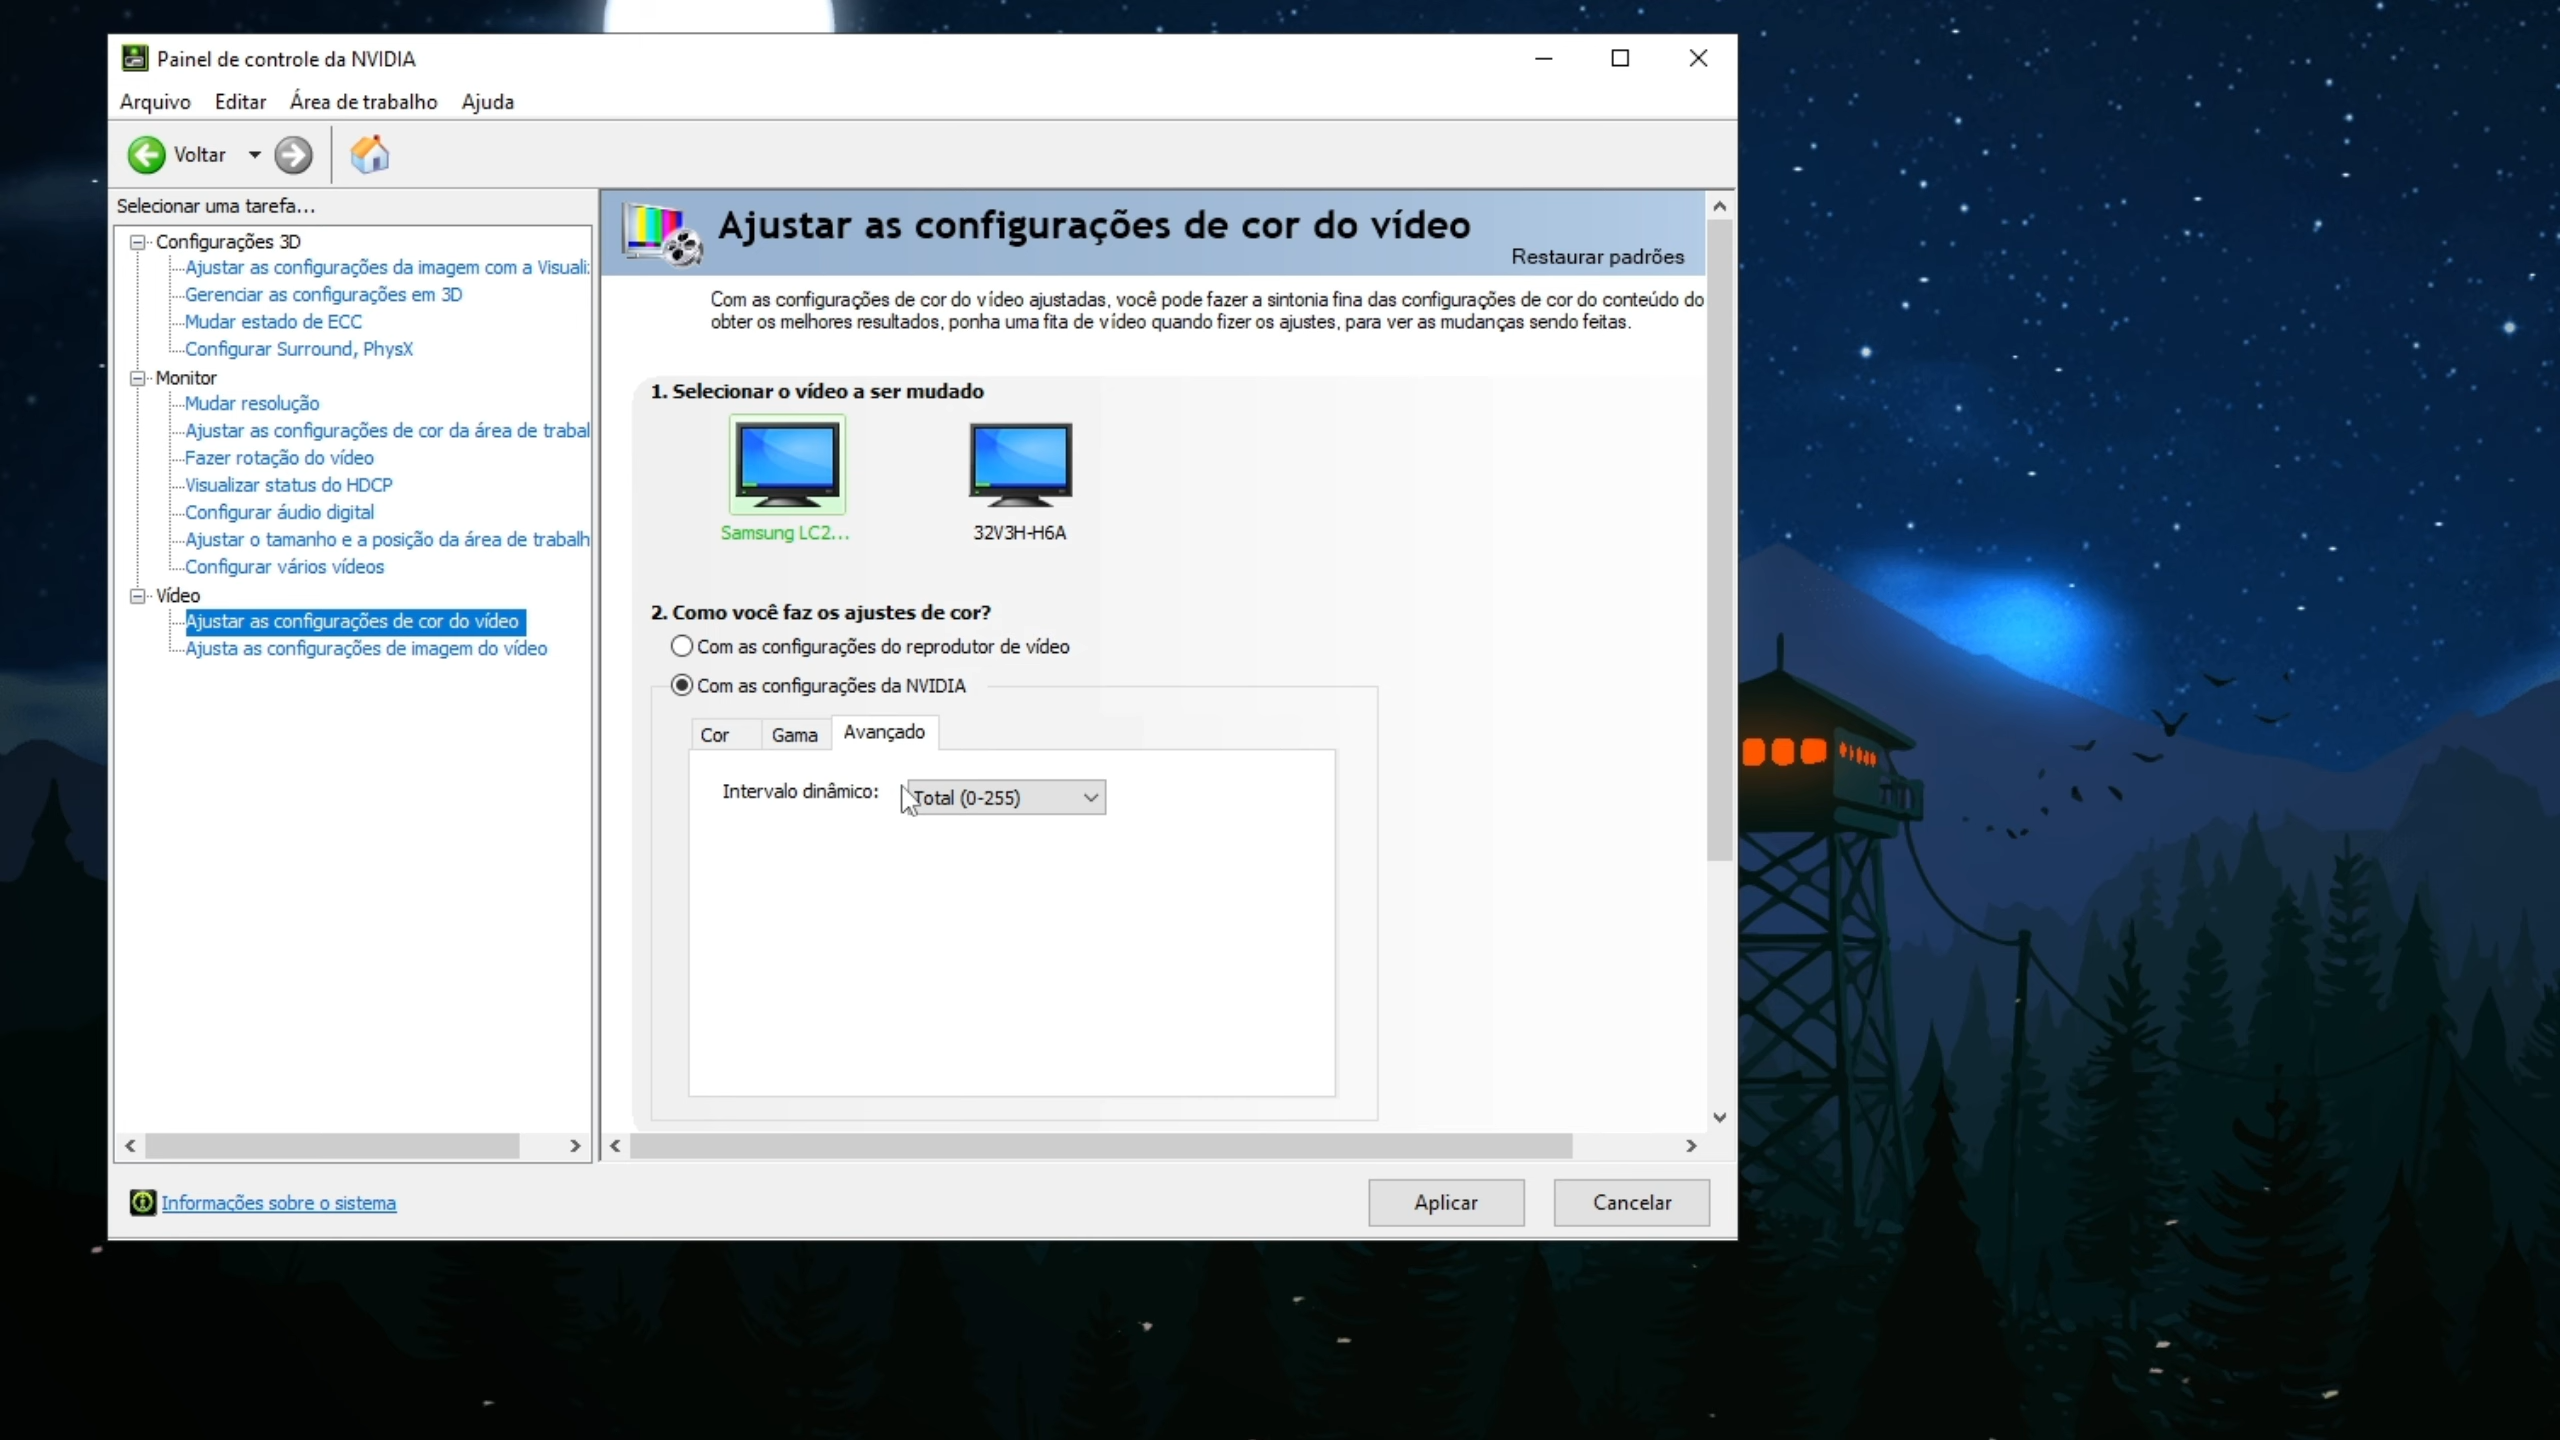 Painel de controle da NVIDIA
Arquivo Editar Área de trabalho Ajuda
Voltar
Selecionar uma tarefa...
Configurações 3D
Ajustar as configurações da imagem com a Visuali
Gerenciar as configurações em 3D
Mudar estado de ECC
Configurar Surround, PhysX
Monitor
Mudar resolução
Ajustar as configurações de cor da área de trabal
Fazer rotação do vídeo
Visualizar status do HDCP
Configurar áudio digital
Ajustar o tamanho e a posição da área de trabalh
Configurar vários vídeos
Vídeo
Ajustar as configurações de cor do vídeo
Ajusta as configurações de imagem do vídeo
Informações sobre o sistema
Ajustar as configurações de cor do vídeo
Restaurar padrões
Com as configurações de cor do vídeo ajustadas, você pode fazer a sintonia fina das configurações de cor do conteúdo do
obter os melhores resultados, ponha uma fita de vídeo quando fizer os ajustes, para ver as mudanças sendo feitas.
1. Selecionar o vídeo a ser mudado
Samsung LC2... 32V3H-H6A
2. Como você faz os ajustes de cor?
Com as configurações do reprodutor de vídeo
Com as configurações da NVIDIA
Cor Gama Avançado
Intervalo dinâmico: Total (0-255)
Aplicar Cancelar